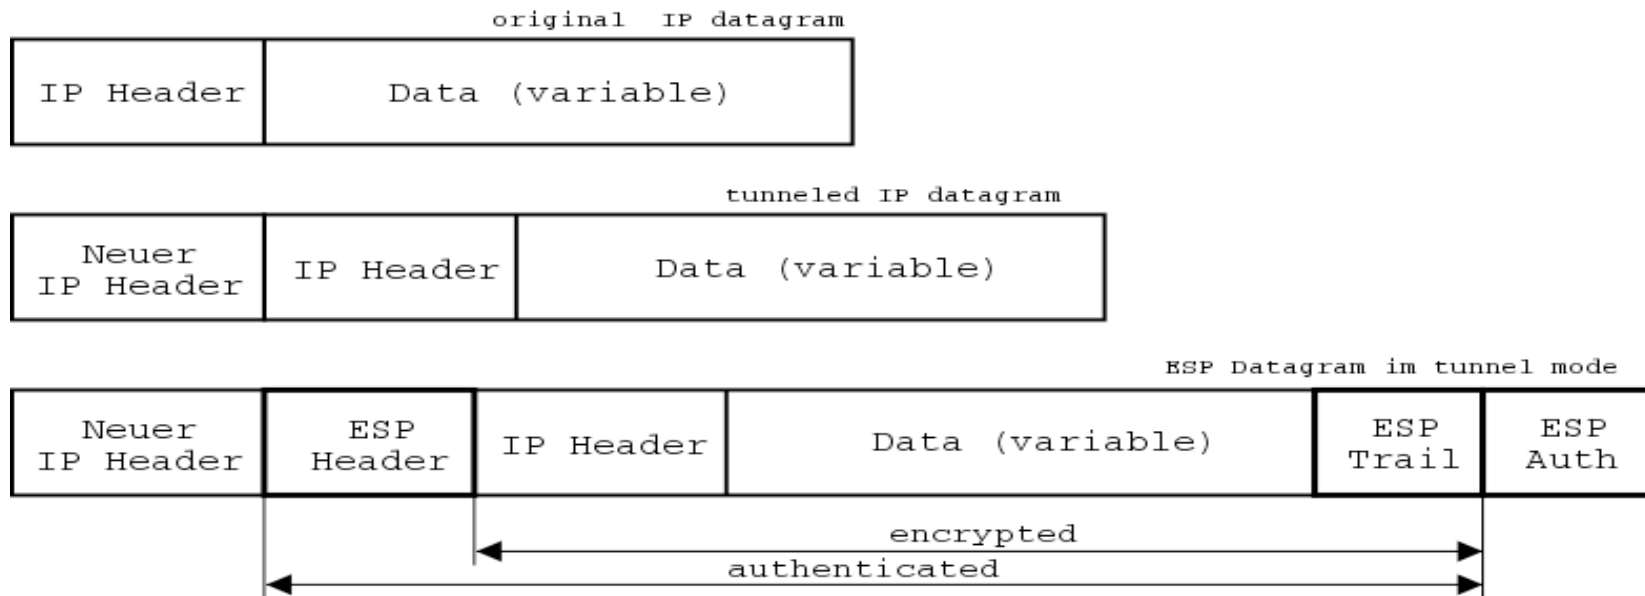 original IP datagram
IP Header Data (variable)
tunneled IP datagram
Neuer
IP Header IP Header Data (variable)
ESP Datagram im tunnel mode
Neuer
IP Header
ESP
Header
IP Header
Data (variable)
ESP
Trail
ESP
Auth
encrypted
authenticated